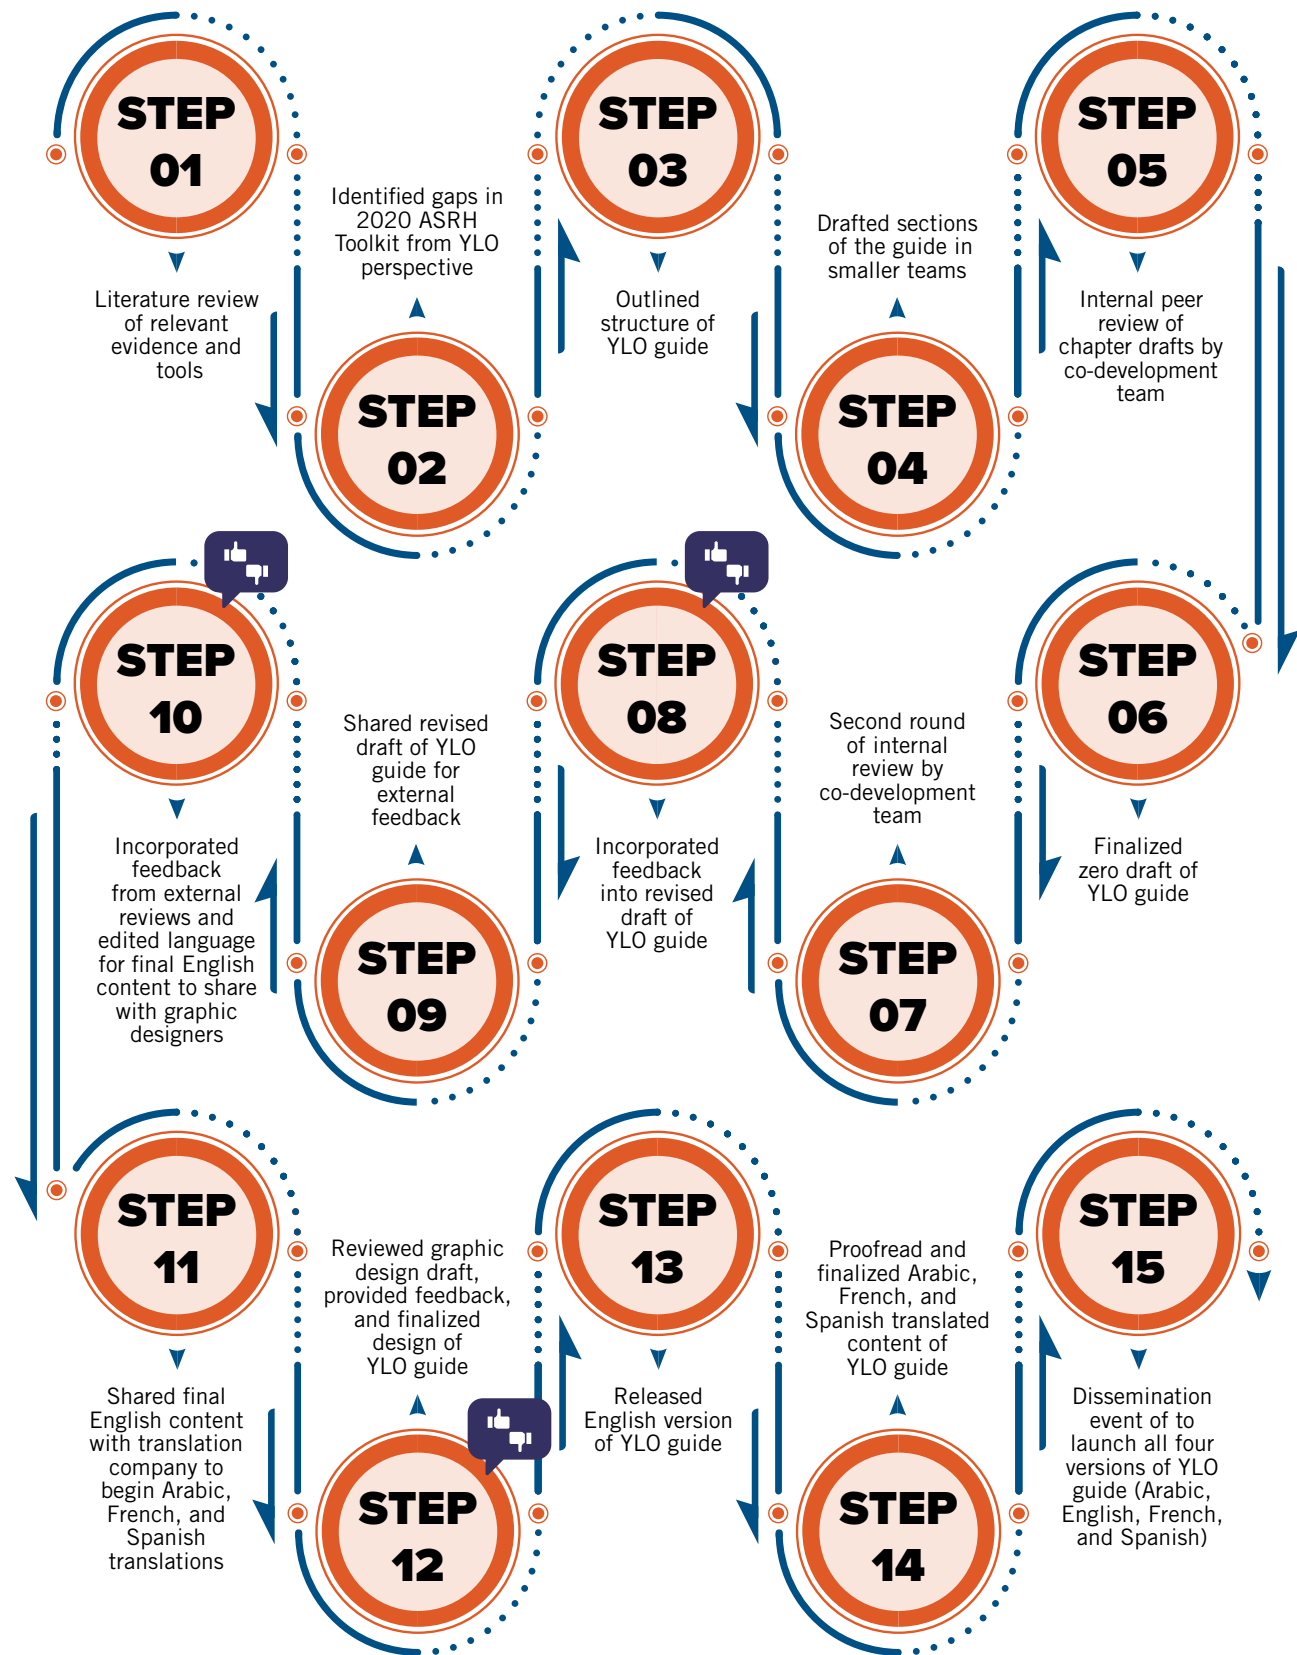 STEP
01
Literature review
of relevant
evidence and
tools
Identified gaps in
2020 ASRH
Toolkit from YLO
perspective
STEP
02
STEP
03
Outlined
structure of
YLO guide
Drafted sections
of the guide in
smaller teams
STEP
04
STEP
05
Internal peer
review of
chapter drafts by
co-development
team
STEP
06
Finalized
zero draft of
YLO guide
Second round
of internal
review by
co-development
team
STEP
07
STEP
08
Incorporated
feedback
into revised
draft of
YLO guide
Shared revised
draft of YLO
guide for
external
feedback
STEP
09
STEP
10
Incorporated
feedback
from external
reviews and
edited language
for final English
content to share
with graphic
designers
STEP
11
Shared final
English content
with translation
company to
begin Arabic,
French, and
Spanish
translations
Reviewed graphic
design draft,
provided feedback,
and finalized
design of
YLO guide
STEP
12
STEP
13
Released
English version
of YLO guide
Proofread and
finalized Arabic,
French, and
Spanish translated
content of
YLO guide
STEP
14
STEP
15
Dissemination
event of to
launch all four
versions of YLO
guide (Arabic,
English, French,
and Spanish)